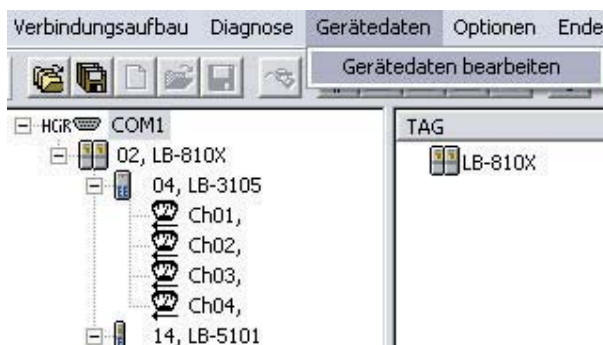 Verbindungsaufbau Diagnose Gerätedaten Optionen Ende
Gerätedaten bearbeiten
HGiR COM1
02, LB-810X
04, LB-3105
Ch01,
Ch02,
Ch03,
Ch04,
14, LB-5101
TAG
LB-810X